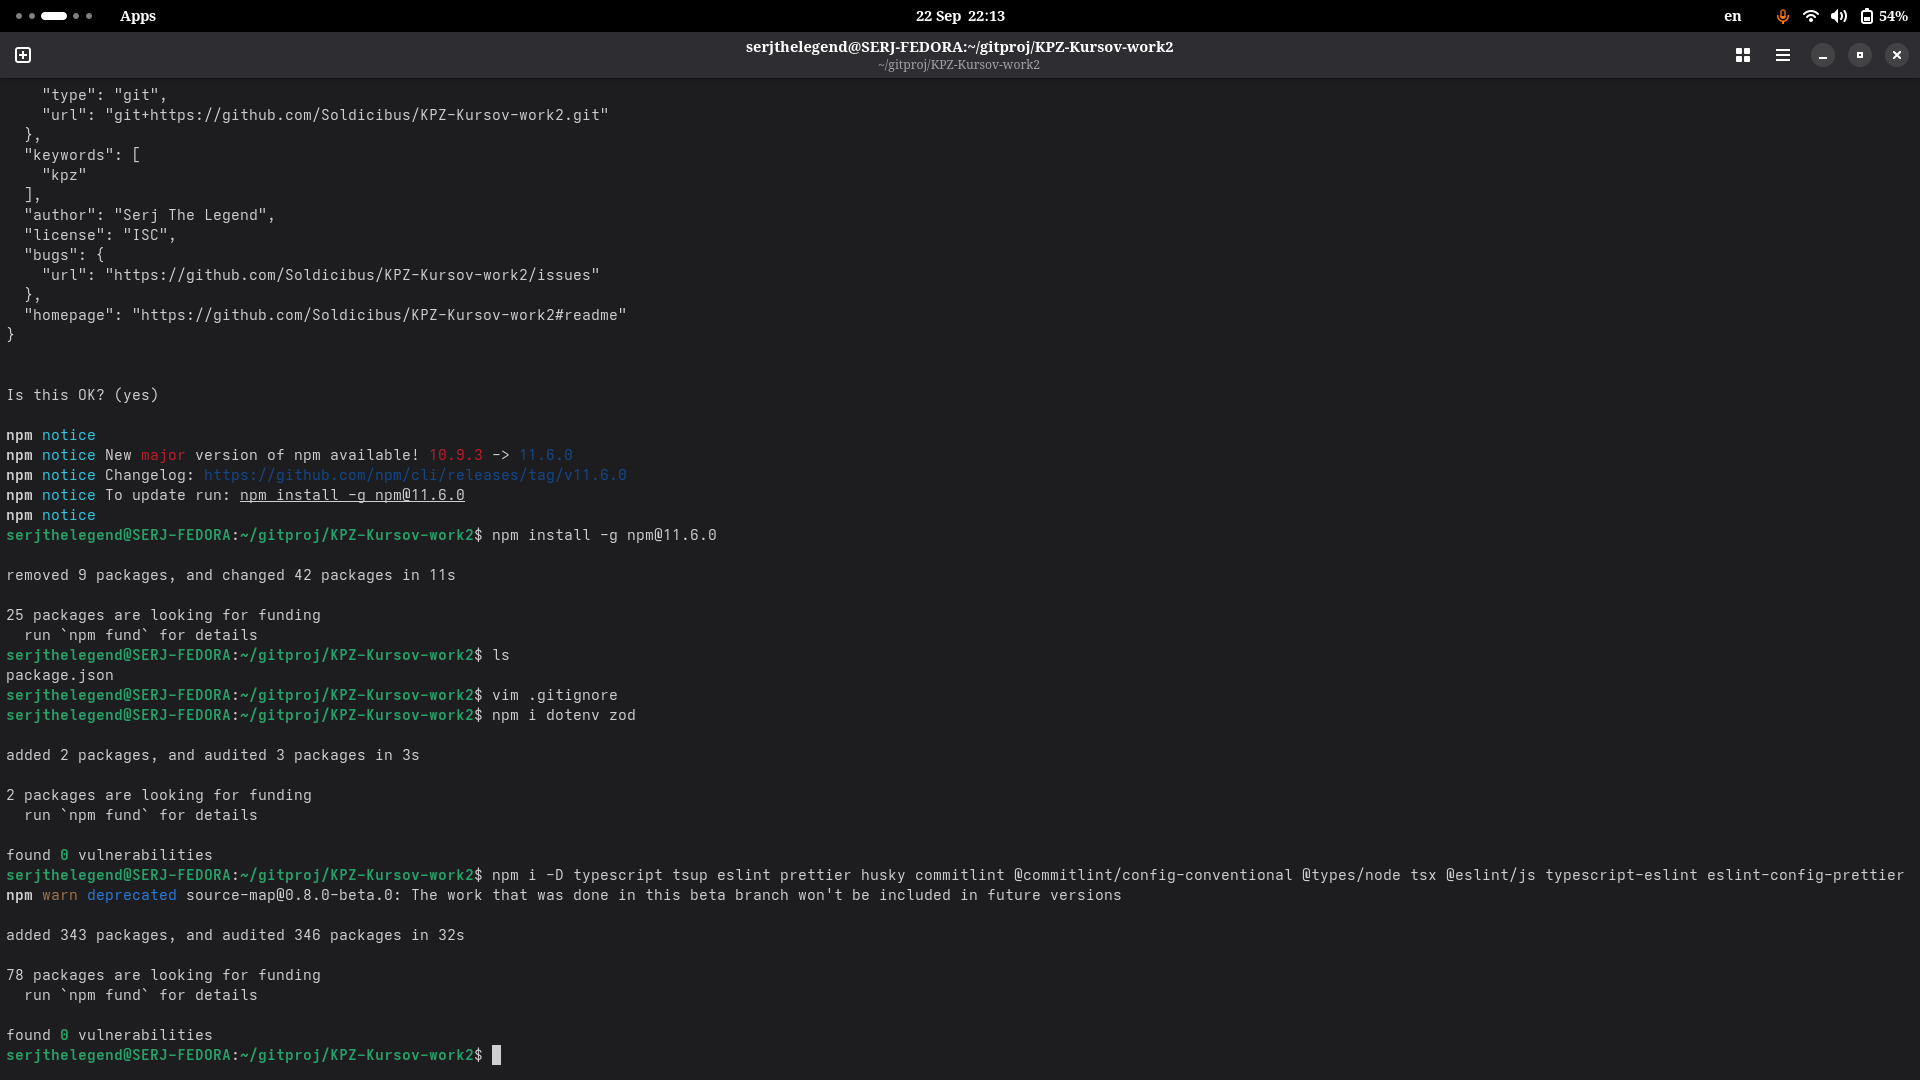 Apps
22 Sep 22:13
en
54%
serjthelegend@SERJ-FEDORA:~/gitproj/KPZ-Kursov-work2
~/gitproj/KPZ-Kursov-work2
    "type": "git",
    "url": "git+https://github.com/Soldicibus/KPZ-Kursov-work2.git"
  },
  "keywords": [
    "kpz"
  ],
  "author": "Serj The Legend",
  "license": "ISC",
  "bugs": {
    "url": "https://github.com/Soldicibus/KPZ-Kursov-work2/issues"
  },
  "homepage": "https://github.com/Soldicibus/KPZ-Kursov-work2#readme"
}
Is this OK? (yes)
npm notice
npm notice New major version of npm available! 10.9.3 -> 11.6.0
npm notice Changelog: https://github.com/npm/cli/releases/tag/v11.6.0
npm notice To update run: npm install -g npm@11.6.0
npm notice
serjthelegend@SERJ-FEDORA:~/gitproj/KPZ-Kursov-work2$ npm install -g npm@11.6.0
removed 9 packages, and changed 42 packages in 11s
25 packages are looking for funding
  run `npm fund` for details
serjthelegend@SERJ-FEDORA:~/gitproj/KPZ-Kursov-work2$ ls
package.json
serjthelegend@SERJ-FEDORA:~/gitproj/KPZ-Kursov-work2$ vim .gitignore
serjthelegend@SERJ-FEDORA:~/gitproj/KPZ-Kursov-work2$ npm i dotenv zod
added 2 packages, and audited 3 packages in 3s
2 packages are looking for funding
  run `npm fund` for details
found 0 vulnerabilities
serjthelegend@SERJ-FEDORA:~/gitproj/KPZ-Kursov-work2$ npm i -D typescript tsup eslint prettier husky commitlint @commitlint/config-conventional @types/node tsx @eslint/js typescript-eslint eslint-config-prettier
npm warn deprecated source-map@0.8.0-beta.0: The work that was done in this beta branch won't be included in future versions
added 343 packages, and audited 346 packages in 32s
78 packages are looking for funding
  run `npm fund` for details
found 0 vulnerabilities
serjthelegend@SERJ-FEDORA:~/gitproj/KPZ-Kursov-work2$